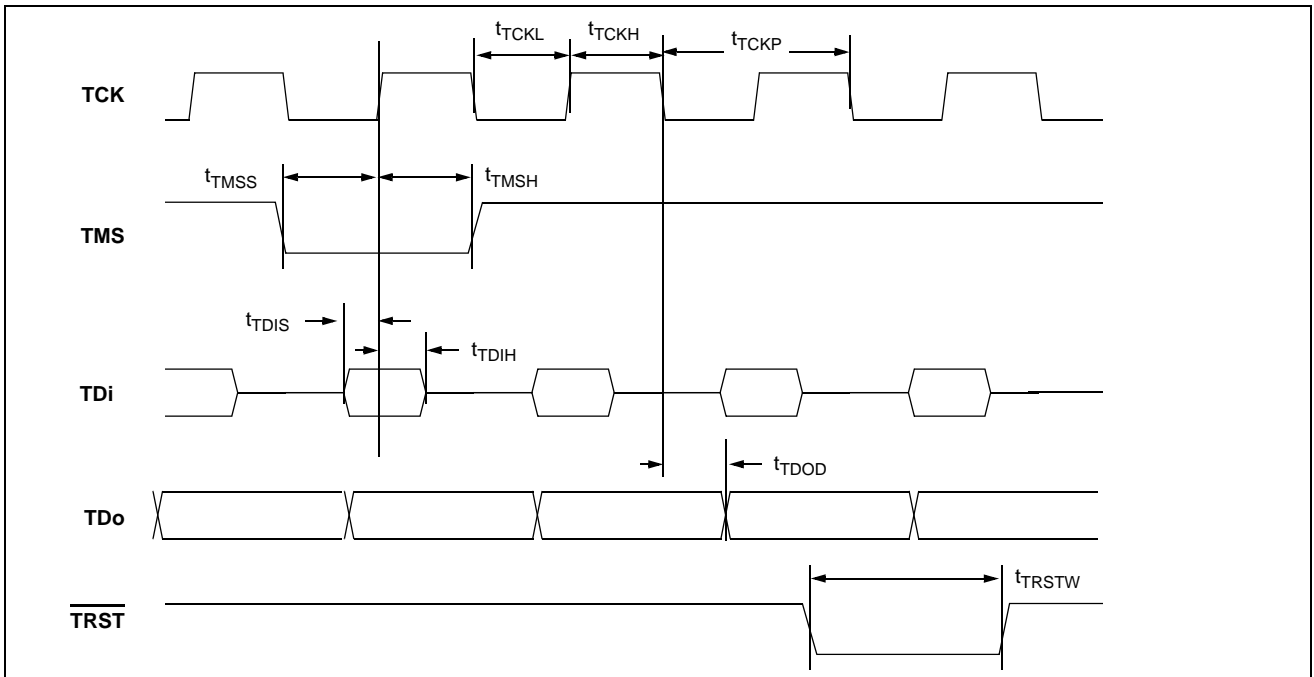 tTCKL tTCKH tTCKP
TCK
tTMSS tTMSH
TMS
tTDIS
tTDIH
TDi
tTDOD
TDo
tTRSTW
TRST